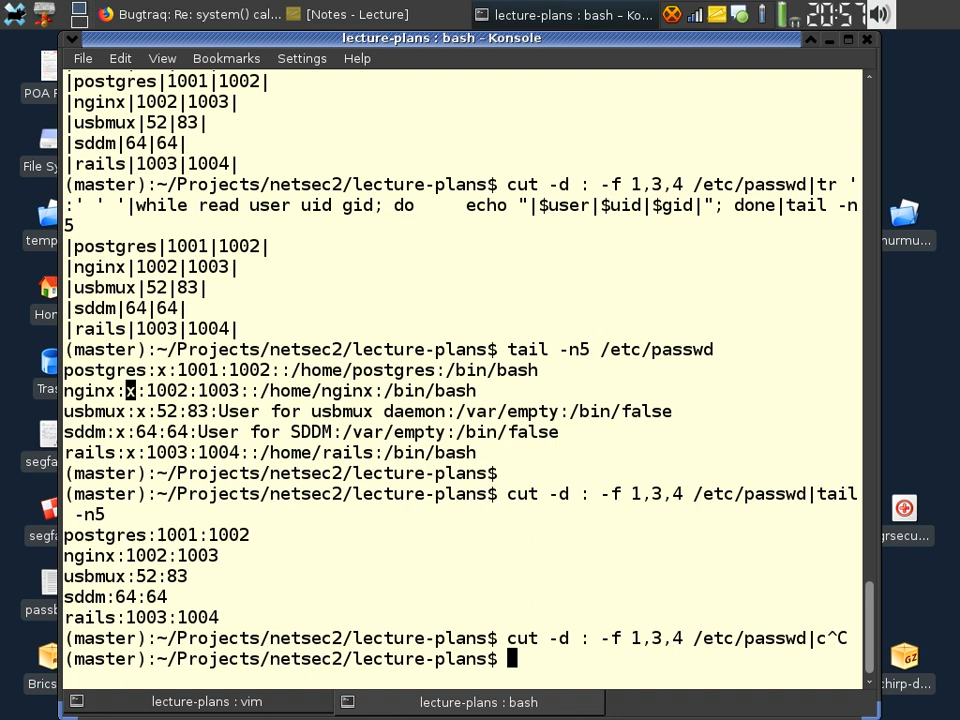 Bugtraq: Re: system() cal...
[Notes - Lecture]
lecture-plans : bash – Ko...
20:57
lecture-plans : bash – Konsole
File Edit View Bookmarks Settings Help
|postgres|1001|1002|
|nginx|1002|1003|
|usbmux|52|83|
|sddm|64|64|
|rails|1003|1004|
(master):~/Projects/netsec2/lecture-plans$ cut -d : -f 1,3,4 /etc/passwd|tr '
:' ' '|while read user uid gid; do     echo "|$user|$uid|$gid|"; done|tail -n
5
|postgres|1001|1002|
|nginx|1002|1003|
|usbmux|52|83|
|sddm|64|64|
|rails|1003|1004|
(master):~/Projects/netsec2/lecture-plans$ tail -n5 /etc/passwd
postgres:x:1001:1002::/home/postgres:/bin/bash
nginx:x:1002:1003::/home/nginx:/bin/bash
usbmux:x:52:83:User for usbmux daemon:/var/empty:/bin/false
sddm:x:64:64:User for SDDM:/var/empty:/bin/false
rails:x:1003:1004::/home/rails:/bin/bash
(master):~/Projects/netsec2/lecture-plans$
(master):~/Projects/netsec2/lecture-plans$ cut -d : -f 1,3,4 /etc/passwd|tail
 -n5
postgres:1001:1002
nginx:1002:1003
usbmux:52:83
sddm:64:64
rails:1003:1004
(master):~/Projects/netsec2/lecture-plans$ cut -d : -f 1,3,4 /etc/passwd|c^C
(master):~/Projects/netsec2/lecture-plans$
lecture-plans : vim
lecture-plans : bash
POA
File Sy
temp
Hor
Tras
segfa
segfa
passb
Brics
nurmu...
grsecu...
GZ
chirp-d...